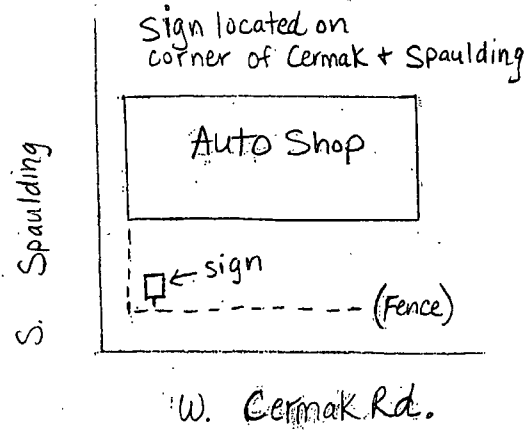 Sign located on
corner of Cermak + Spaulding
Auto Shop
S. Spaulding
sign
(Fence)
W. Cermak Rd.